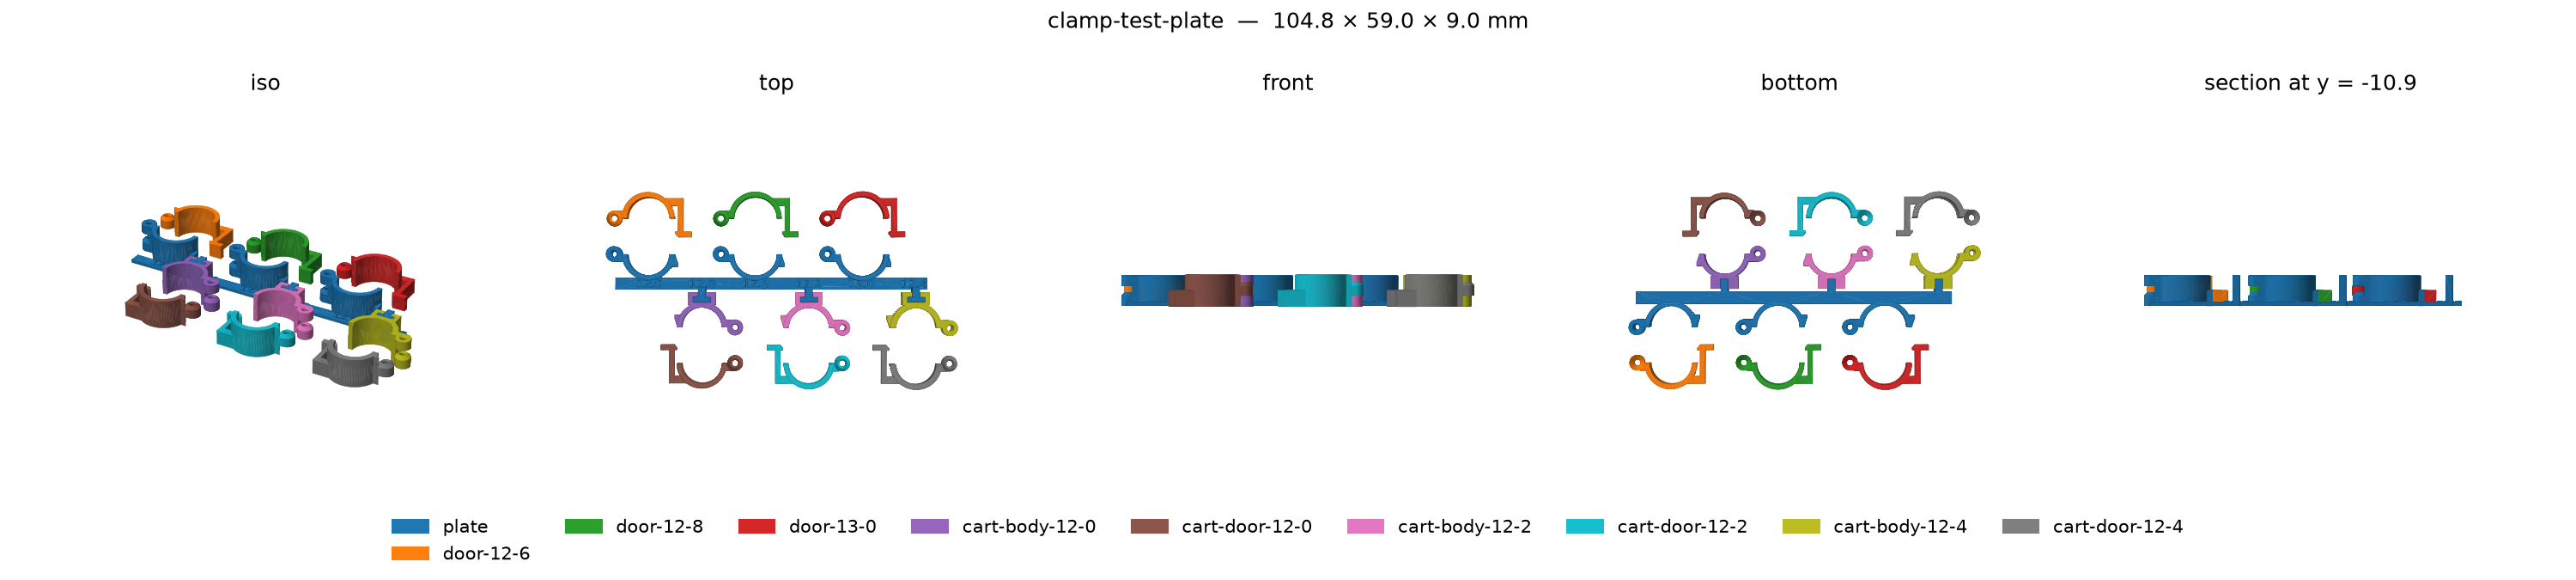 clamp-test-plate — 104.8 × 59.0 × 9.0 mm
iso
top
front
bottom
section at y = -10.9
plate
door-12-6
door-12-8
door-13-0
cart-body-12-0
cart-door-12-0
cart-body-12-2
cart-door-12-2
cart-body-12-4
cart-door-12-4